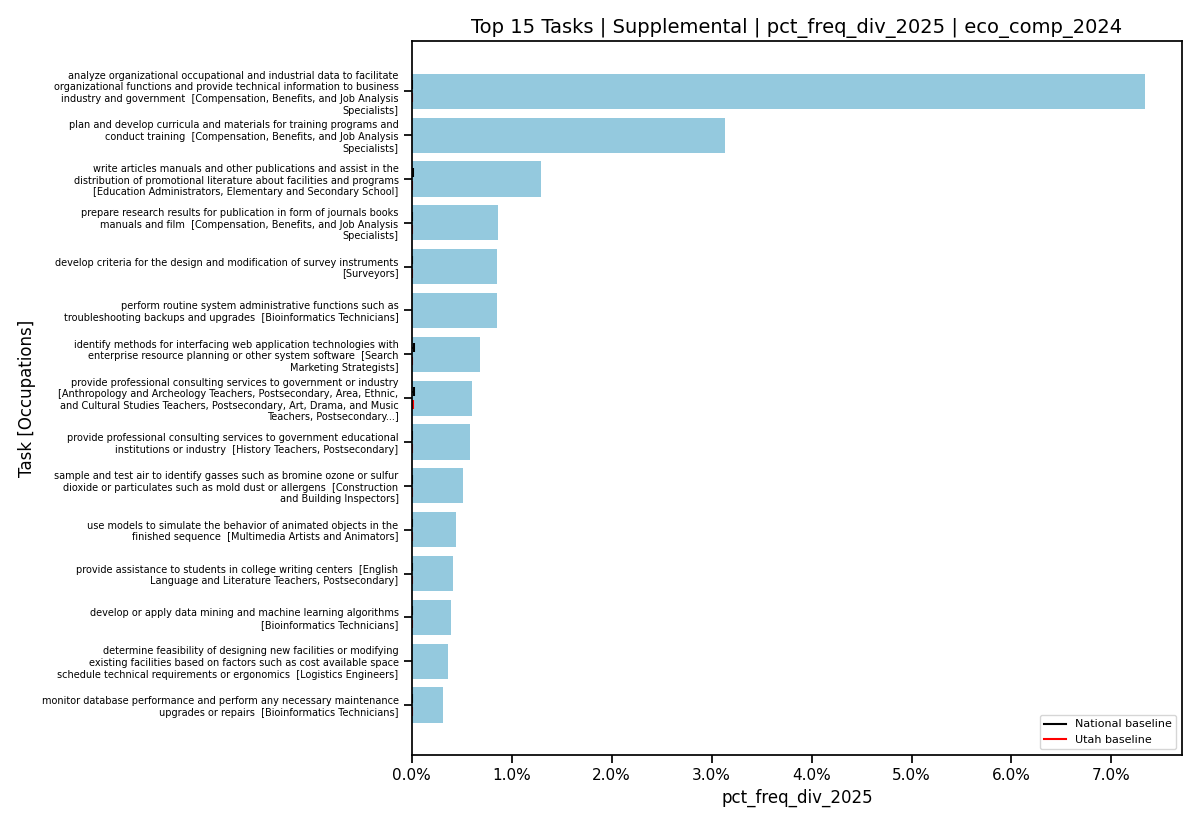 Top 15 Tasks | Supplemental | pct_freq_div_2025 | eco_comp_2024
analyze organizational occupational and industrial data to facilitate
organizational functions and provide technical information to business
industry and government  [Compensation, Benefits, and Job Analysis
Specialists]
plan and develop curricula and materials for training programs and
conduct training  [Compensation, Benefits, and Job Analysis
Specialists]
write articles manuals and other publications and assist in the
distribution of promotional literature about facilities and programs
[Education Administrators, Elementary and Secondary School]
prepare research results for publication in form of journals books
manuals and film  [Compensation, Benefits, and Job Analysis
Specialists]
develop criteria for the design and modification of survey instruments
[Surveyors]
perform routine system administrative functions such as
troubleshooting backups and upgrades  [Bioinformatics Technicians]
identify methods for interfacing web application technologies with
enterprise resource planning or other system software  [Search
Marketing Strategists]
provide professional consulting services to government or industry
[Anthropology and Archeology Teachers, Postsecondary, Area, Ethnic,
and Cultural Studies Teachers, Postsecondary, Art, Drama, and Music
Teachers, Postsecondary...]
provide professional consulting services to government educational
institutions or industry  [History Teachers, Postsecondary]
sample and test air to identify gasses such as bromine ozone or sulfur
dioxide or particulates such as mold dust or allergens  [Construction
and Building Inspectors]
use models to simulate the behavior of animated objects in the
finished sequence  [Multimedia Artists and Animators]
provide assistance to students in college writing centers  [English
Language and Literature Teachers, Postsecondary]
develop or apply data mining and machine learning algorithms
[Bioinformatics Technicians]
determine feasibility of designing new facilities or modifying
existing facilities based on factors such as cost available space
schedule technical requirements or ergonomics  [Logistics Engineers]
monitor database performance and perform any necessary maintenance
upgrades or repairs  [Bioinformatics Technicians]
Task [Occupations]
National baseline
Utah baseline
0.0% 1.0% 2.0% 3.0% 4.0% 5.0% 6.0% 7.0%
pct_freq_div_2025